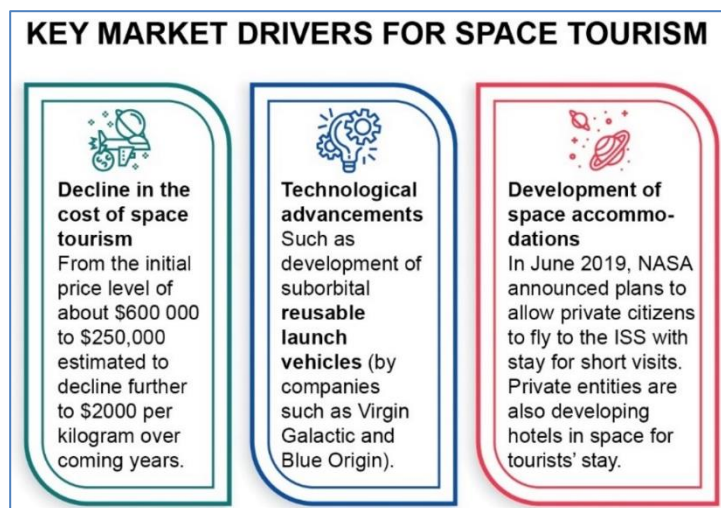 KEY MARKET DRIVERS FOR SPACE TOURISM
Decline in the
cost of space
tourism
From the initial
price level of
about $600 000
to $250,000
estimated to
decline further
to $2000 per
kilogram over
coming years.
Technological
advancements
Such as
development of
suborbital
reusable
launch
vehicles (by
companies
such as Virgin
Galactic and
Blue Origin).
Development of
space accommo-
dations
In June 2019, NASA
announced plans to
allow private citizens
to fly to the ISS with
stay for short visits.
Private entities are
also developing
hotels in space for
tourists' stay.